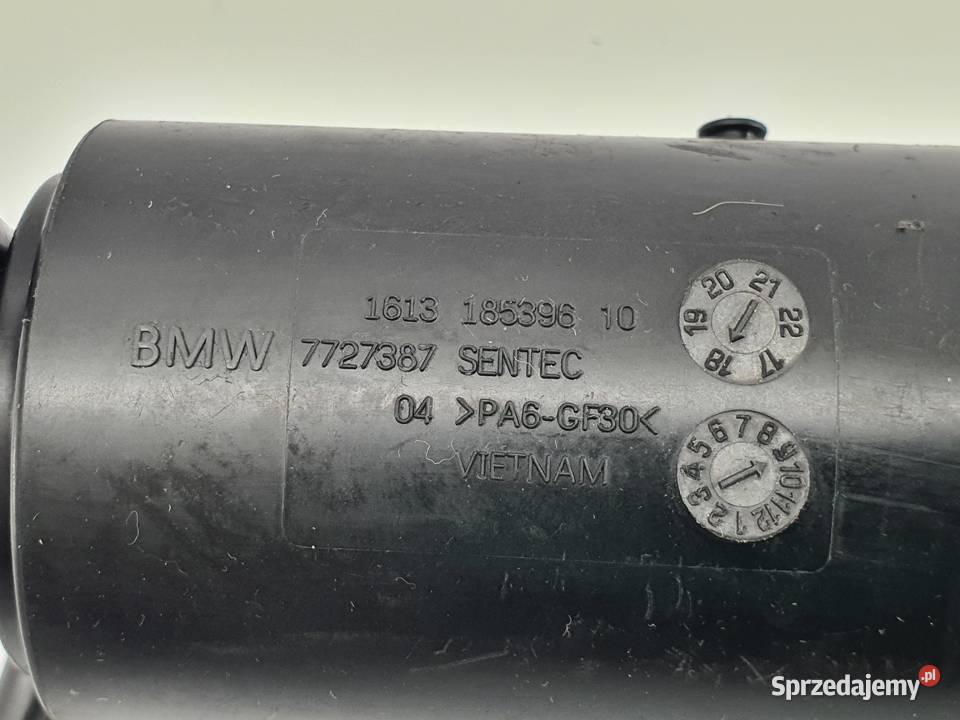 BMW
1613 185396 10
7727387 SENTEC
04 >PA6-GF30<
VIETNAM
17 18 19 20 21 22
1 2 3 4 5 6 7 8 9 10 11 12
Sprzedajemy.pl